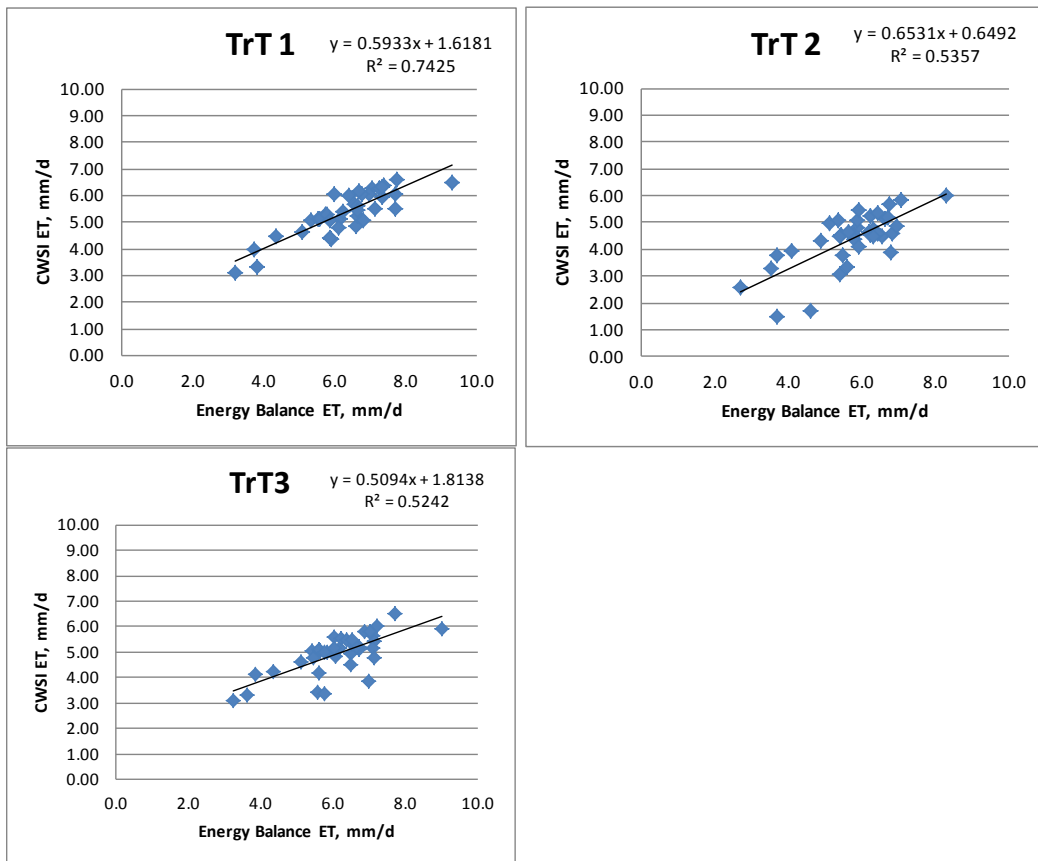 TrT 1
y = 0.5933x + 1.6181
R² = 0.7425
10.00
9.00
8.00
7.00
6.00
5.00
4.00
3.00
2.00
1.00
0.00
CWSI ET, mm/d
0.0 2.0 4.0 6.0 8.0 10.0
Energy Balance ET, mm/d
TrT 2
y = 0.6531x + 0.6492
R² = 0.5357
10.00
9.00
8.00
7.00
6.00
5.00
4.00
3.00
2.00
1.00
0.00
CWSI ET, mm/d
0.0 2.0 4.0 6.0 8.0 10.0
Energy Balance ET, mm/d
TrT3
y = 0.5094x + 1.8138
R² = 0.5242
10.00
9.00
8.00
7.00
6.00
5.00
4.00
3.00
2.00
1.00
0.00
CWSI ET, mm/d
0.0 2.0 4.0 6.0 8.0 10.0
Energy Balance ET, mm/d